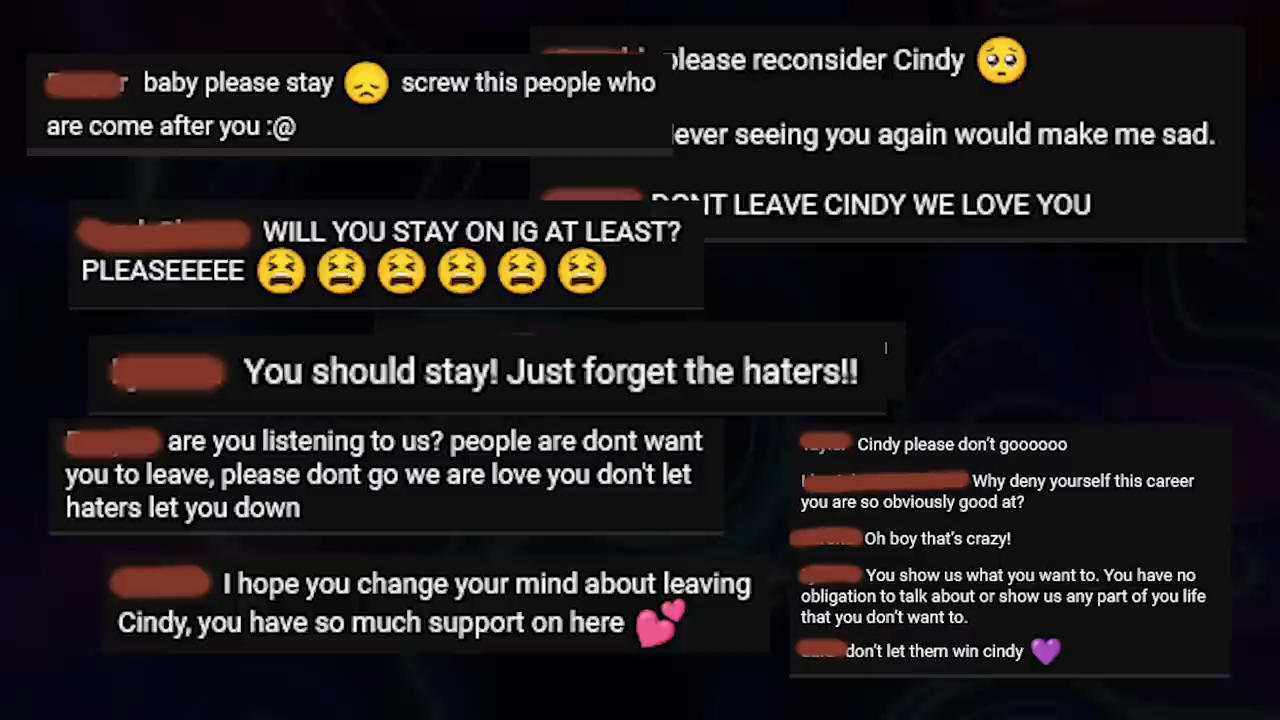 baby please stay 😞 screw this people who
are come after you :@
please reconsider Cindy 🥺
never seeing you again would make me sad.
DONT LEAVE CINDY WE LOVE YOU
WILL YOU STAY ON IG AT LEAST?
PLEASEEEEE 😫😫😫😫😫😫
You should stay! Just forget the haters!!
are you listening to us? people are dont want
you to leave, please dont go we are love you don't let
haters let you down
I hope you change your mind about leaving
Cindy, you have so much support on here 💕
Cindy please don't goooooo
Why deny yourself this career
you are so obviously good at?
Oh boy that's crazy!
You show us what you want to. You have no
obligation to talk about or show us any part of you life
that you don't want to.
don't let them win cindy 💜